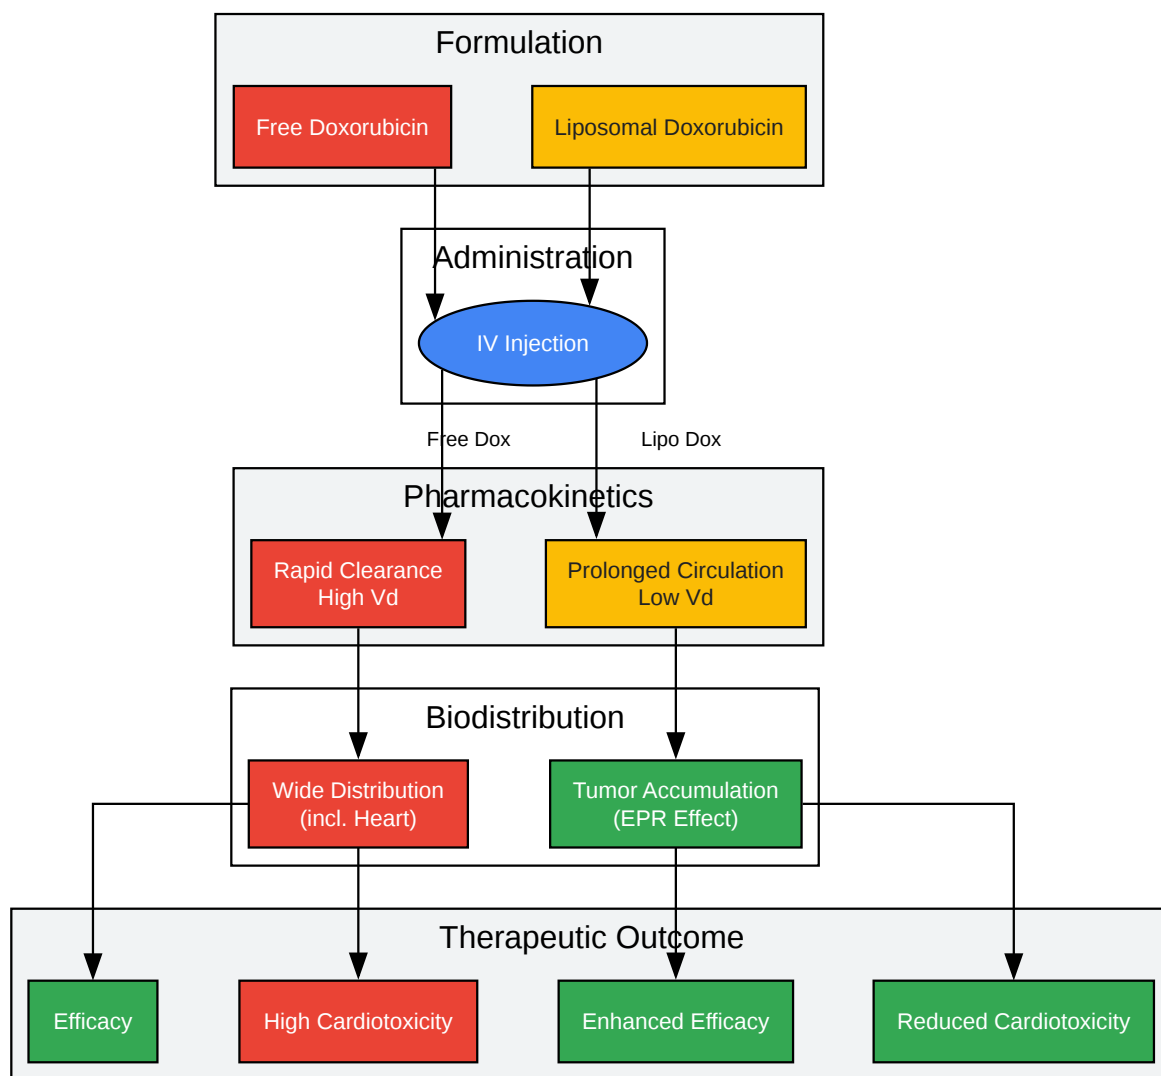 Formulation
Free Doxorubicin
Liposomal Doxorubicin
Administration
IV Injection
Free Dox
Lipo Dox
Pharmacokinetics
Rapid Clearance
High Vd
Prolonged Circulation
Low Vd
Biodistribution
Wide Distribution
(incl. Heart)
Tumor Accumulation
(EPR Effect)
Therapeutic Outcome
Efficacy
High Cardiotoxicity
Enhanced Efficacy
Reduced Cardiotoxicity